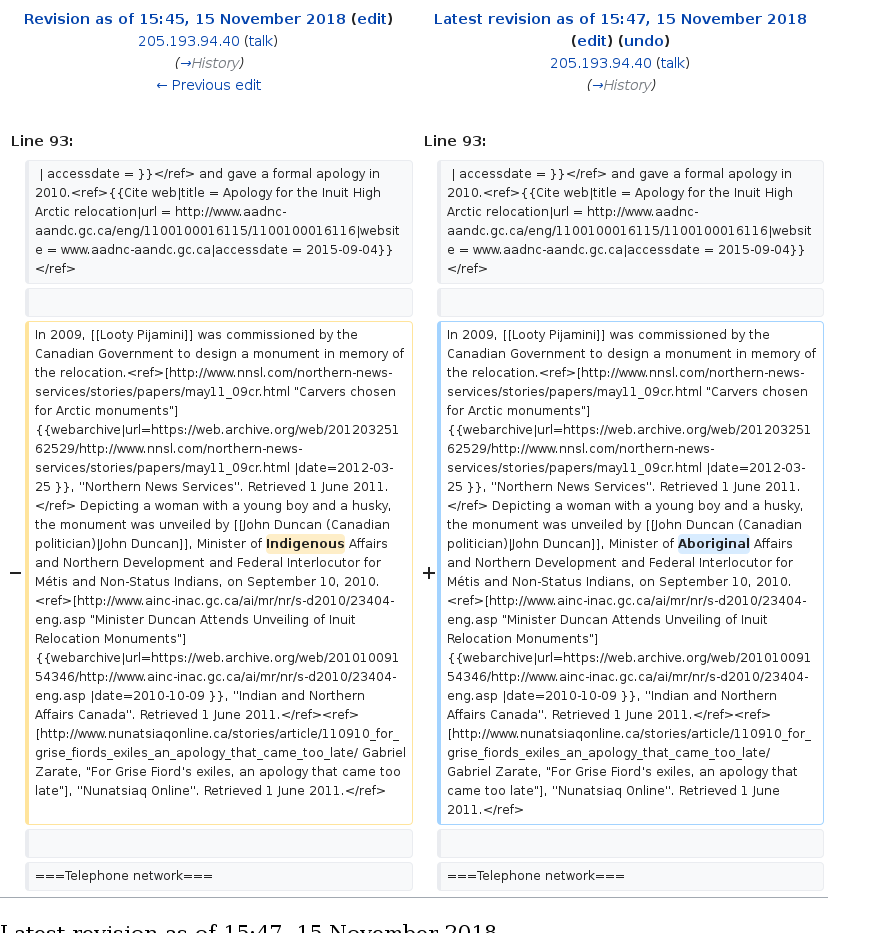 Revision as of 15:45, 15 November 2018 (edit)
205.193.94.40 (talk)
(→History)
← Previous edit
Latest revision as of 15:47, 15 November 2018
(edit) (undo)
205.193.94.40 (talk)
(→History)
Line 93:
| accessdate = }}</ref> and gave a formal apology in
2010.<ref>{{Cite web|title = Apology for the Inuit High
Arctic relocation|url = http://www.aadnc-
aandc.gc.ca/eng/1100100016115/1100100016116|websit
e = www.aadnc-aandc.gc.ca|accessdate = 2015-09-04}}
</ref>
In 2009, [[Looty Pijamini]] was commissioned by the
Canadian Government to design a monument in memory of
the relocation.<ref>[http://www.nnsl.com/northern-news-
services/stories/papers/may11_09cr.html "Carvers chosen
for Arctic monuments"]
{{webarchive|url=https://web.archive.org/web/201203251
62529/http://www.nnsl.com/northern-news-
services/stories/papers/may11_09cr.html |date=2012-03-
25 }}, ''Northern News Services''. Retrieved 1 June 2011.
</ref> Depicting a woman with a young boy and a husky,
the monument was unveiled by [[John Duncan (Canadian
politician)|John Duncan]], Minister of Indigenous Affairs
and Northern Development and Federal Interlocutor for
− Métis and Non-Status Indians, on September 10, 2010.
<ref>[http://www.ainc-inac.gc.ca/ai/mr/nr/s-d2010/23404-
eng.asp "Minister Duncan Attends Unveiling of Inuit
Relocation Monuments"]
{{webarchive|url=https://web.archive.org/web/201010091
54346/http://www.ainc-inac.gc.ca/ai/mr/nr/s-d2010/23404-
eng.asp |date=2010-10-09 }}, ''Indian and Northern
Affairs Canada''. Retrieved 1 June 2011.</ref><ref>
[http://www.nunatsiaqonline.ca/stories/article/110910_for_
grise_fiords_exiles_an_apology_that_came_too_late/ Gabriel
Zarate, "For Grise Fiord's exiles, an apology that came too
late"], ''Nunatsiaq Online''. Retrieved 1 June 2011.</ref>
===Telephone network===
Line 93:
| accessdate = }}</ref> and gave a formal apology in
2010.<ref>{{Cite web|title = Apology for the Inuit High
Arctic relocation|url = http://www.aadnc-
aandc.gc.ca/eng/1100100016115/1100100016116|websit
e = www.aadnc-aandc.gc.ca|accessdate = 2015-09-04}}
</ref>
In 2009, [[Looty Pijamini]] was commissioned by the
Canadian Government to design a monument in memory of
the relocation.<ref>[http://www.nnsl.com/northern-news-
services/stories/papers/may11_09cr.html "Carvers chosen
for Arctic monuments"]
{{webarchive|url=https://web.archive.org/web/201203251
62529/http://www.nnsl.com/northern-news-
services/stories/papers/may11_09cr.html |date=2012-03-
25 }}, ''Northern News Services''. Retrieved 1 June 2011.
</ref> Depicting a woman with a young boy and a husky,
the monument was unveiled by [[John Duncan (Canadian
politician)|John Duncan]], Minister of Aboriginal Affairs
and Northern Development and Federal Interlocutor for
+ Métis and Non-Status Indians, on September 10, 2010.
<ref>[http://www.ainc-inac.gc.ca/ai/mr/nr/s-d2010/23404-
eng.asp "Minister Duncan Attends Unveiling of Inuit
Relocation Monuments"]
{{webarchive|url=https://web.archive.org/web/201010091
54346/http://www.ainc-inac.gc.ca/ai/mr/nr/s-d2010/23404-
eng.asp |date=2010-10-09 }}, ''Indian and Northern
Affairs Canada''. Retrieved 1 June 2011.</ref><ref>
[http://www.nunatsiaqonline.ca/stories/article/110910_for_
grise_fiords_exiles_an_apology_that_came_too_late/
Gabriel Zarate, "For Grise Fiord's exiles, an apology that
came too late"], ''Nunatsiaq Online''. Retrieved 1 June
2011.</ref>
===Telephone network===
Latest revision as of 15:47, 15 November 2018